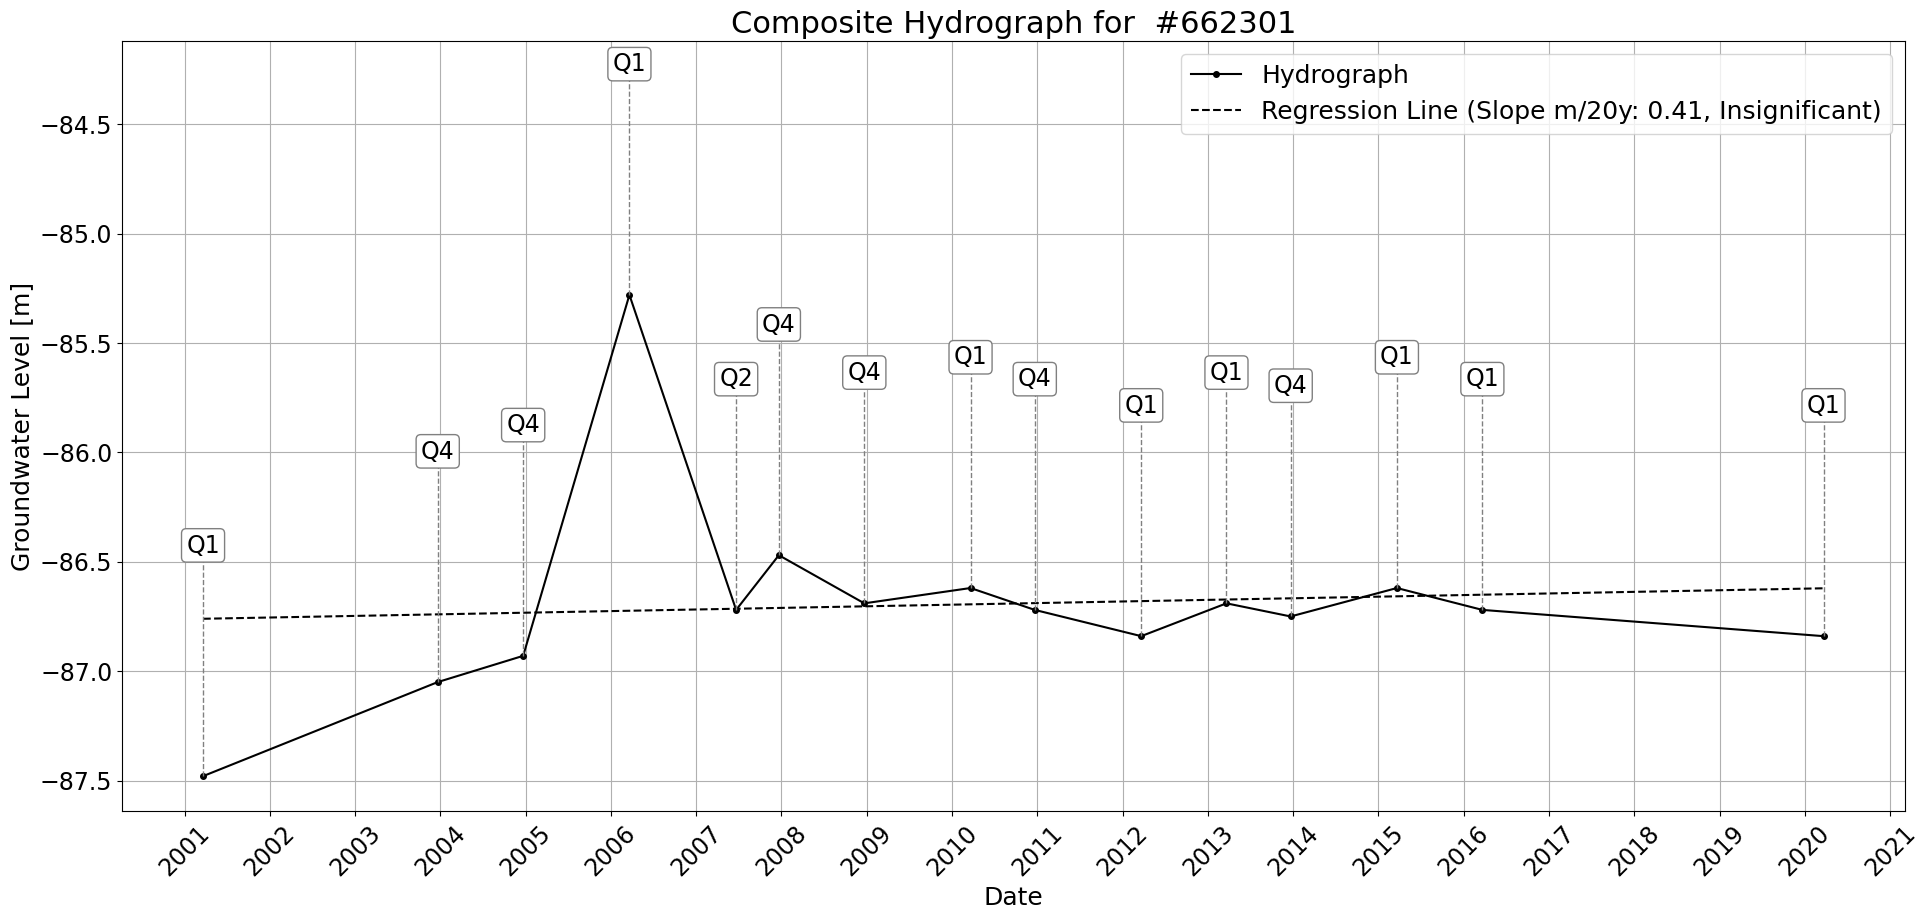 Composite Hydrograph for  #662301
Hydrograph
Regression Line (Slope m/20y: 0.41, Insignificant)
Groundwater Level [m]
−84.5
−85.0
−85.5
−86.0
−86.5
−87.0
−87.5
Q1
Q4
Q4
Q1
Q2
Q4
Q4
Q1
Q4
Q1
Q1
Q4
Q1
Q1
Q1
2001
2002
2003
2004
2005
2006
2007
2008
2009
2010
2011
2012
2013
2014
2015
2016
2017
2018
2019
2020
2021
Date